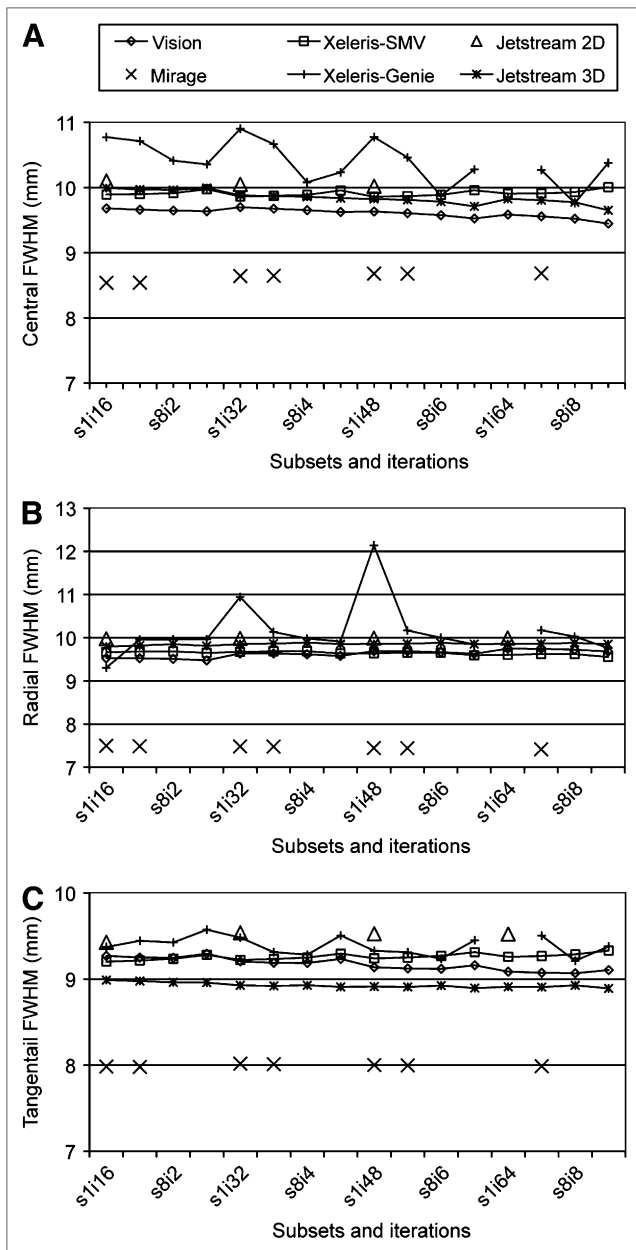 A
Vision
Xeleris-SMV
Jetstream 2D
Mirage
Xeleris-Genie
Jetstream 3D
Central FWHM (mm)
11
10
9
8
7
s1i16
s8i2
s1i32
s8i4
s1i48
s8i6
s1i64
s8i8
Subsets and iterations
B
Radial FWHM (mm)
13
12
11
10
9
8
7
s1i16
s8i2
s1i32
s8i4
s1i48
s8i6
s1i64
s8i8
Subsets and iterations
C
Tangentail FWHM (mm)
10
9
8
7
s1i16
s8i2
s1i32
s8i4
s1i48
s8i6
s1i64
s8i8
Subsets and iterations